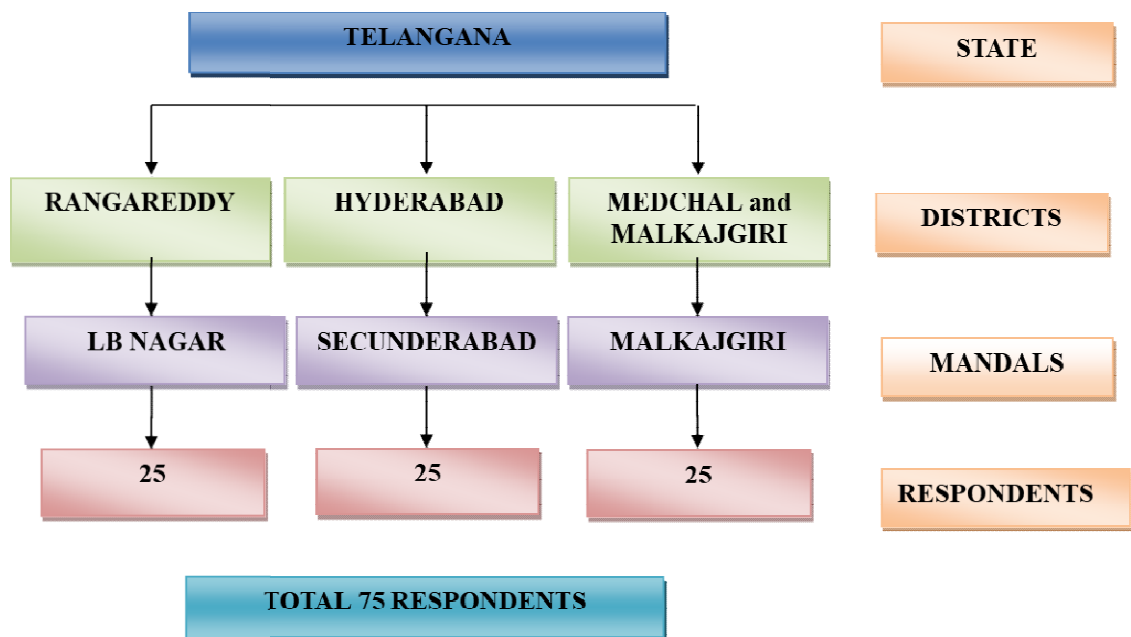 TELANGANA
STATE
RANGAREDDY
HYDERABAD
MEDCHAL and
MALKAJGIRI
DISTRICTS
LB NAGAR
SECUNDERABAD
MALKAJGIRI
MANDALS
25
25
25
RESPONDENTS
TOTAL 75 RESPONDENTS